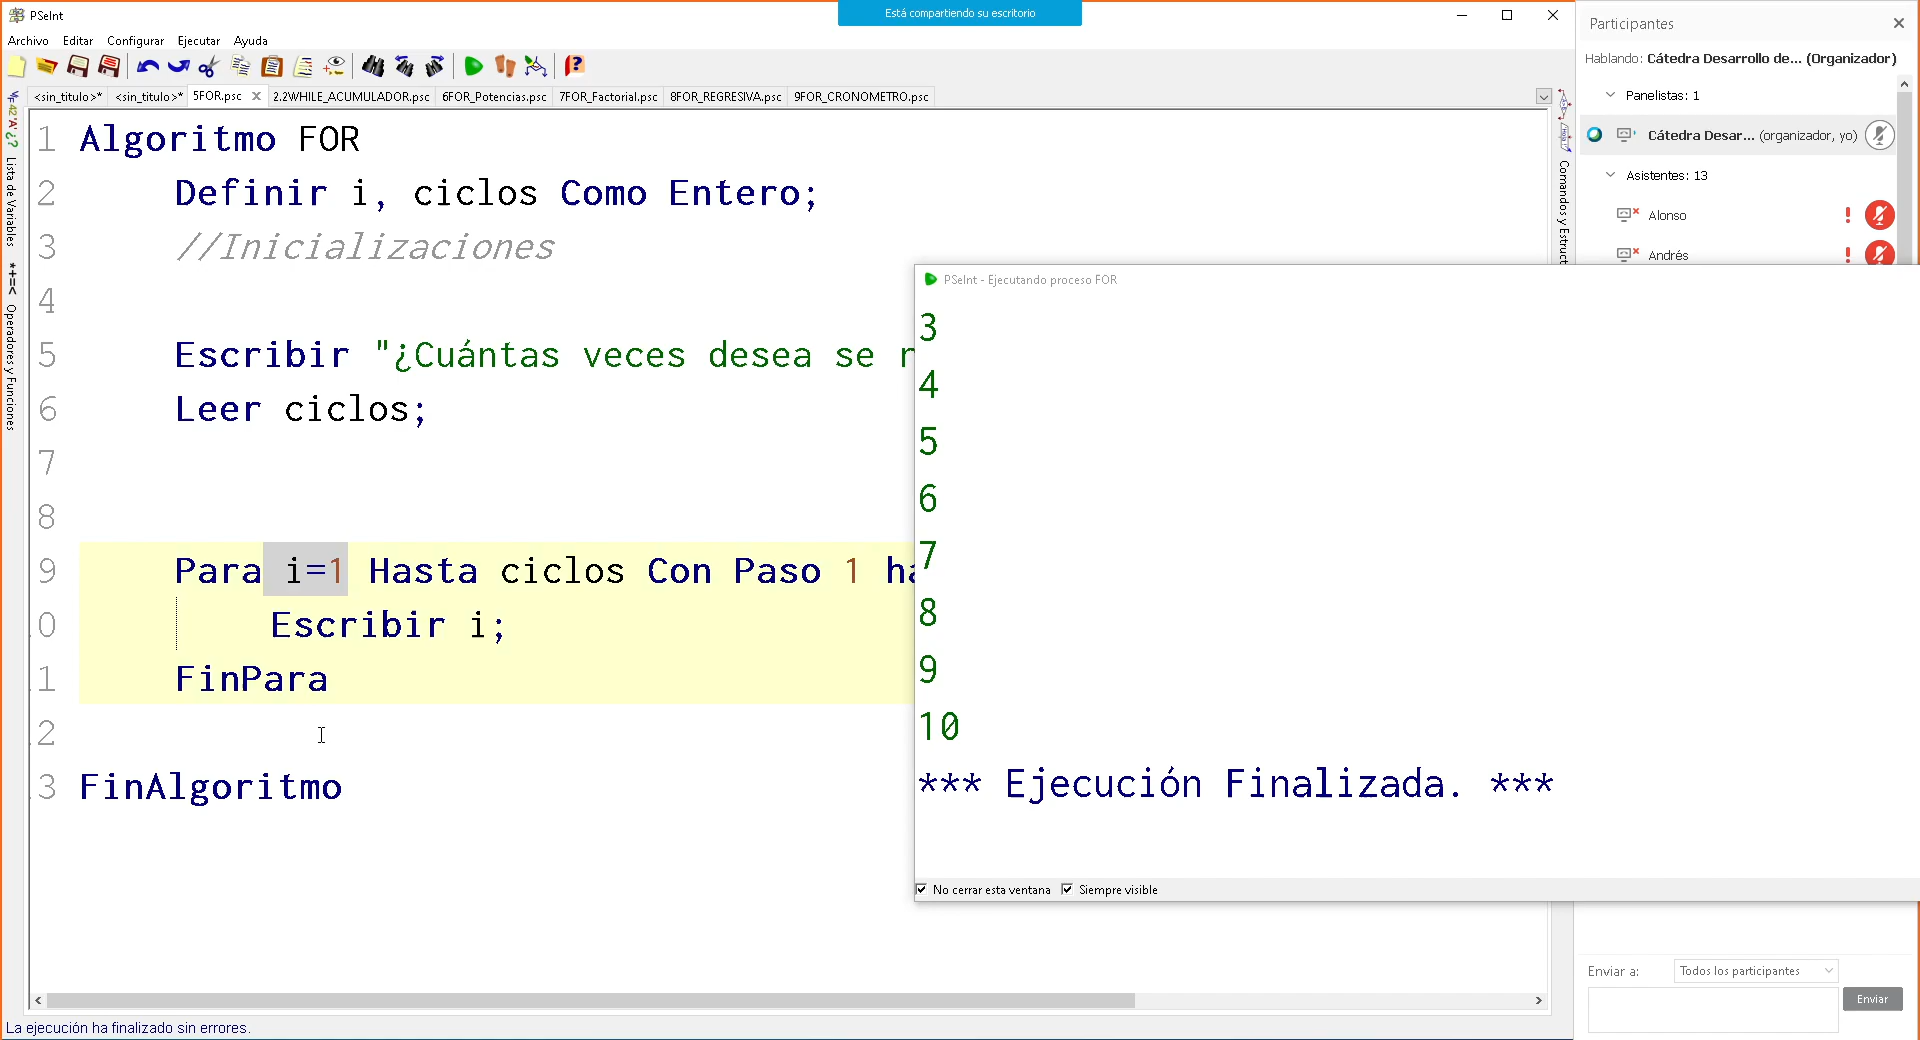 PSeInt
Está compartiendo su escritorio
Archivo Editar Configurar Ejecutar Ayuda
<sin_titulo>* <sin_titulo>* 5FOR.psc 2.2WHILE_ACUMULADOR.psc 6FOR_Potencias.psc 7FOR_Factorial.psc 8FOR_REGRESIVA.psc 9FOR_CRONOMETRO.psc
Lista de Variables
Operadores y Funciones
1 Algoritmo FOR
2 Definir i, ciclos Como Entero;
3 //Inicializaciones
4
5 Escribir "¿Cuántas veces desea se
6 Leer ciclos;
7
8
9 Para i=1 Hasta ciclos Con Paso 1 ha
0 Escribir i;
1 FinPara
2
3 FinAlgoritmo
Comandos y Estruct
PSeInt - Ejecutando proceso FOR
3
4
5
6
7
8
9
10
*** Ejecución Finalizada. ***
No cerrar esta ventana Siempre visible
La ejecución ha finalizado sin errores.
Participantes
Hablando: Cátedra Desarrollo de... (Organizador)
Panelistas: 1
Cátedra Desar... (organizador, yo)
Asistentes: 13
Alonso
Andrés
Enviar a: Todos los participantes
Enviar